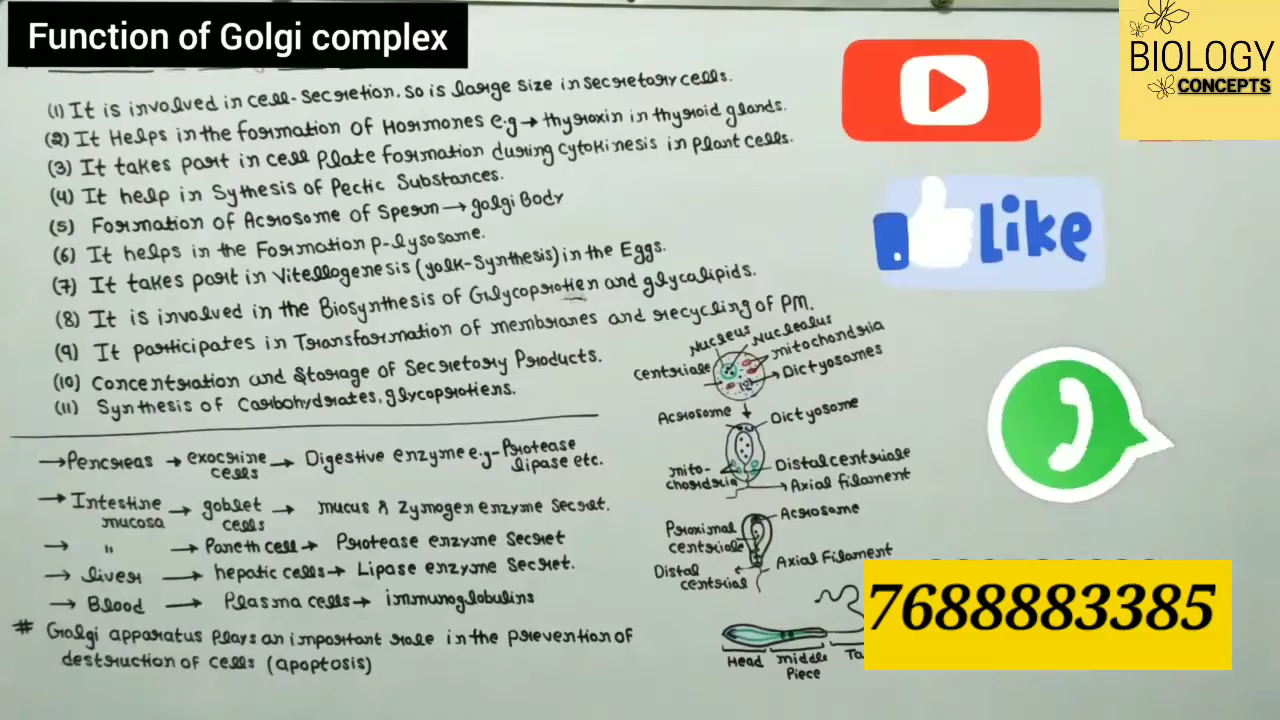 Function of Golgi complex
BIOLOGY
CONCEPTS
(1) It is involved in cell-secretion. so is large size in secretory cells.
(2) It Helps in the formation of Hormones e.g → thyroxin in thyroid glands.
(3) It takes part in cell plate formation during cytokinesis in plant cells.
(4) It help in Sythesis of Pectic Substances.
(5) Formation of Acrosome of Sperm → golgi Body
(6) It helps in the Formation p-lysosome.
(7) It takes part in Vitellogenesis (yolk-Synthesis) in the Eggs.
(8) It is involved in the Biosynthesis of Glycoprotien and glycolipids.
(9) It participates in Transformation of membranes and recycling of PM.
(10) Concentration and Storage of Secretory Products.
(11) Synthesis of Carbohydrates, glycoprotiens.
Like
Nucleus
Nucleolus
mitochondria
Centriole
Dictyosomes
Acrosome
Dictyosome
mito-
chondria
Distal centriole
Axial filament
Proximal
centriole
Acrosome
Distal
centriol
Axial Filament
Head
middle
Piece
→ Pencreas → exocrine cells → Digestive enzyme e.g- Protease lipase etc.
→ Intestine mucosa → goblet cells → mucus & Zymogen enzyme Secret.
→ " → Paneth cell → Protease enzyme Secret
→ liver → hepatic cells → Lipase enzyme Secret.
→ Blood → Plasma cells → immunoglobulins
# Golgi apparatus plays an important role in the prevention of
destruction of cells (apoptosis)
7688883385